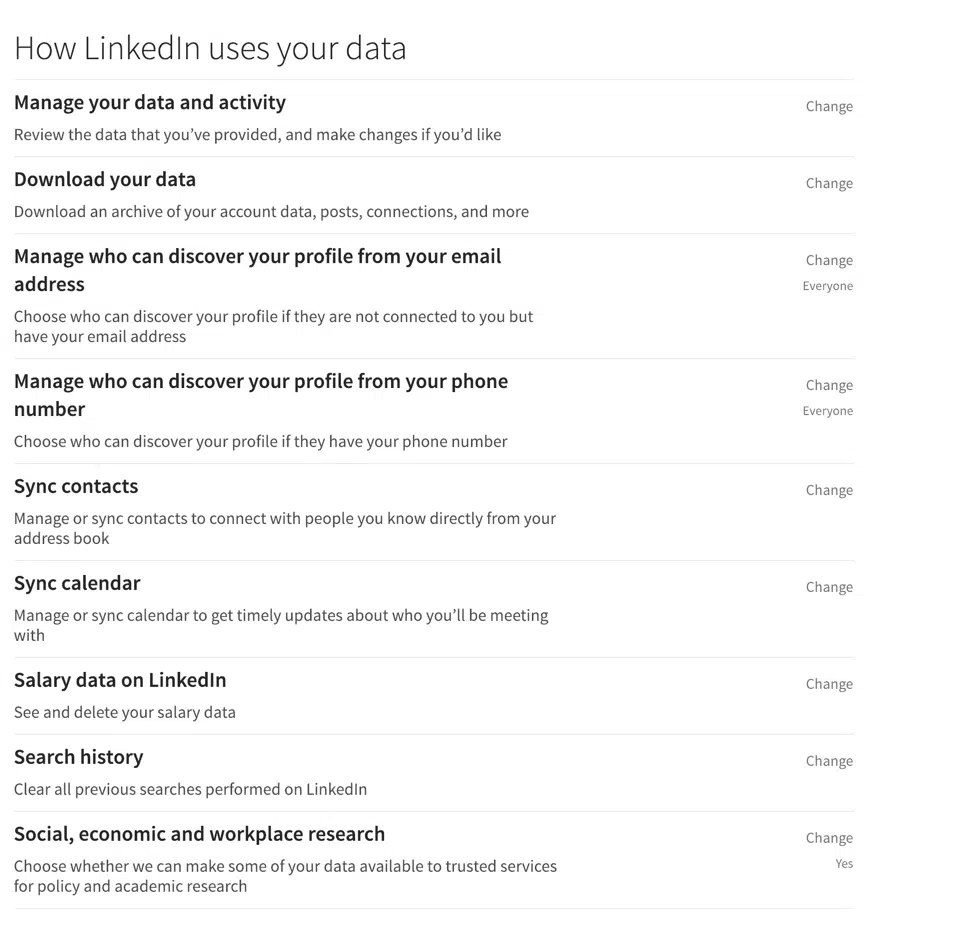 How LinkedIn uses your data
Manage your data and activity
Change
Review the data that you’ve provided, and make changes if you’d like
Download your data
Change
Download an archive of your account data, posts, connections, and more
Manage who can discover your profile from your email
address
Change
Everyone
Choose who can discover your profile if they are not connected to you but
have your email address
Manage who can discover your profile from your phone
number
Change
Everyone
Choose who can discover your profile if they have your phone number
Sync contacts
Change
Manage or sync contacts to connect with people you know directly from your
address book
Sync calendar
Change
Manage or sync calendar to get timely updates about who you’ll be meeting
with
Salary data on LinkedIn
Change
See and delete your salary data
Search history
Change
Clear all previous searches performed on LinkedIn
Social, economic and workplace research
Change
Yes
Choose whether we can make some of your data available to trusted services
for policy and academic research